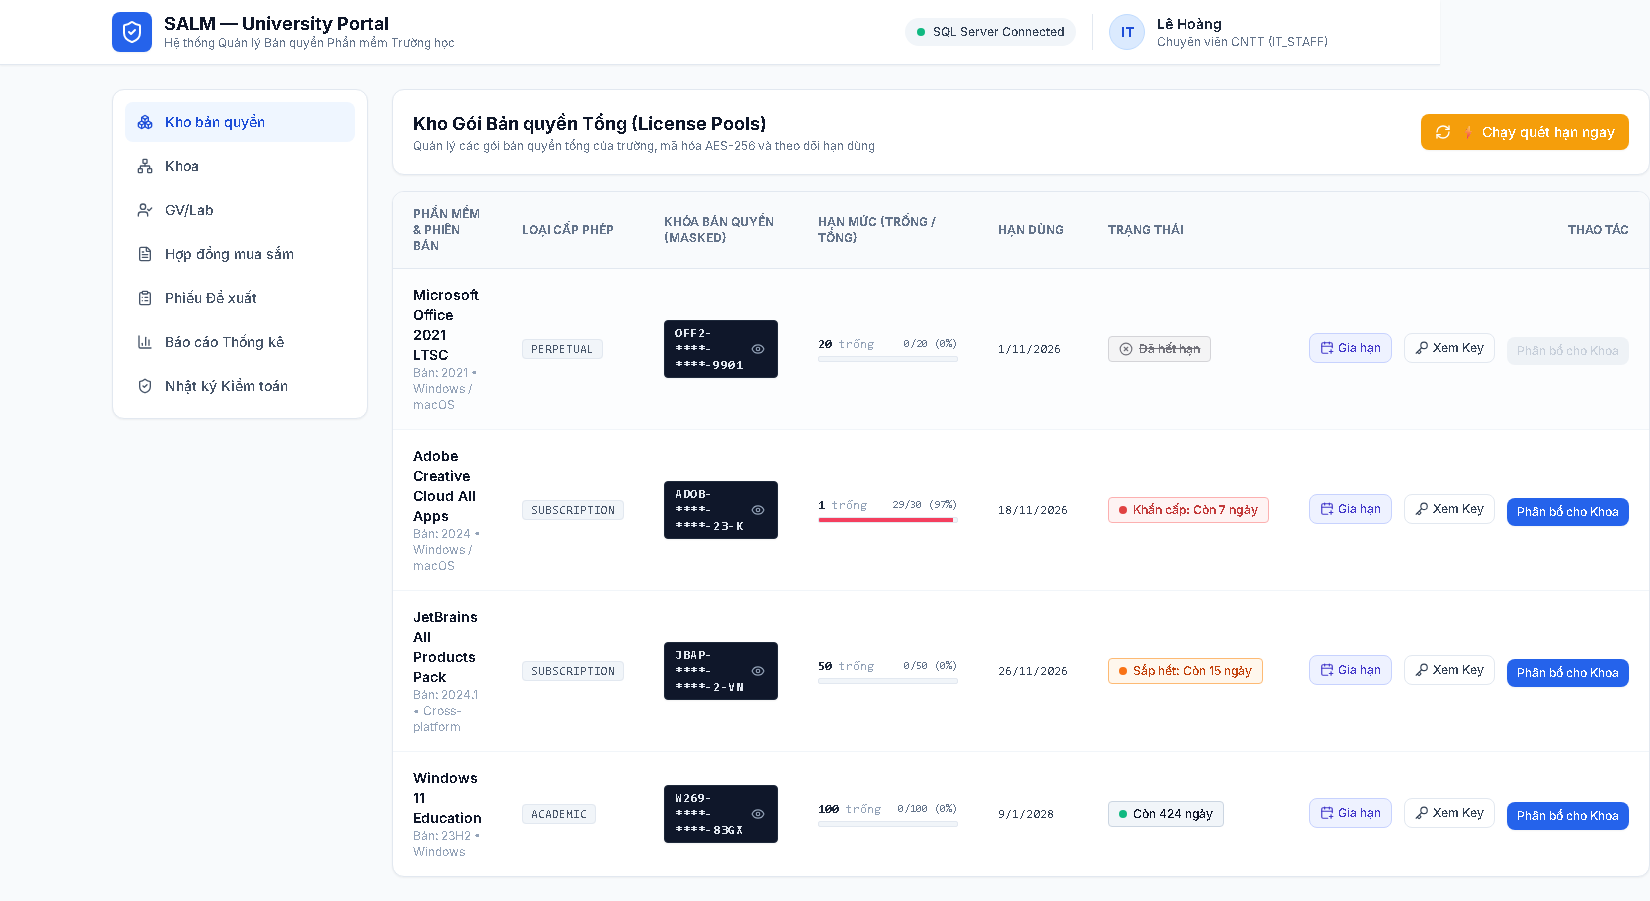 SALM — University Portal
Hệ thống Quản lý Bản quyền Phần mềm Trường học
SQL Server Connected
IT
Lê Hoàng
Chuyên viên CNTT (IT_STAFF)
Kho bản quyền
Khoa
GV/Lab
Hợp đồng mua sắm
Phiếu Đề xuất
Báo cáo Thống kê
Nhật ký Kiểm toán
Kho Gói Bản quyền Tổng (License Pools)
Quản lý các gói bản quyền tổng của trường, mã hóa AES-256 và theo dõi hạn dùng
Chạy quét hạn ngay
PHẦN MỀM
& PHIÊN
BẢN
LOẠI CẤP PHÉP
KHÓA BẢN QUYỀN
(MASKED)
HẠN MỨC (TRỐNG /
TỔNG)
HẠN DÙNG
TRẠNG THÁI
THAO TÁC
Microsoft
Office
2021
LTSC
Bản: 2021 •
Windows /
macOS
PERPETUAL
OFF2-
****-
****-9901
20 trống
0/20 (0%)
1/11/2026
Đã hết hạn
Gia hạn
Xem Key
Phân bổ cho Khoa
Adobe
Creative
Cloud All
Apps
Bản: 2024 •
Windows /
macOS
SUBSCRIPTION
ADOB-
****-
****-23-K
1 trống
29/30 (97%)
18/11/2026
Khẩn cấp: Còn 7 ngày
Gia hạn
Xem Key
Phân bổ cho Khoa
JetBrains
All
Products
Pack
Bản: 2024.1
• Cross-
platform
SUBSCRIPTION
JBAP-
****-
****-2-VN
50 trống
0/50 (0%)
26/11/2026
Sắp hết: Còn 15 ngày
Gia hạn
Xem Key
Phân bổ cho Khoa
Windows
11
Education
Bản: 23H2 •
Windows
ACADEMIC
W269-
****-
****-83GX
100 trống
0/100 (0%)
9/1/2028
Còn 424 ngày
Gia hạn
Xem Key
Phân bổ cho Khoa